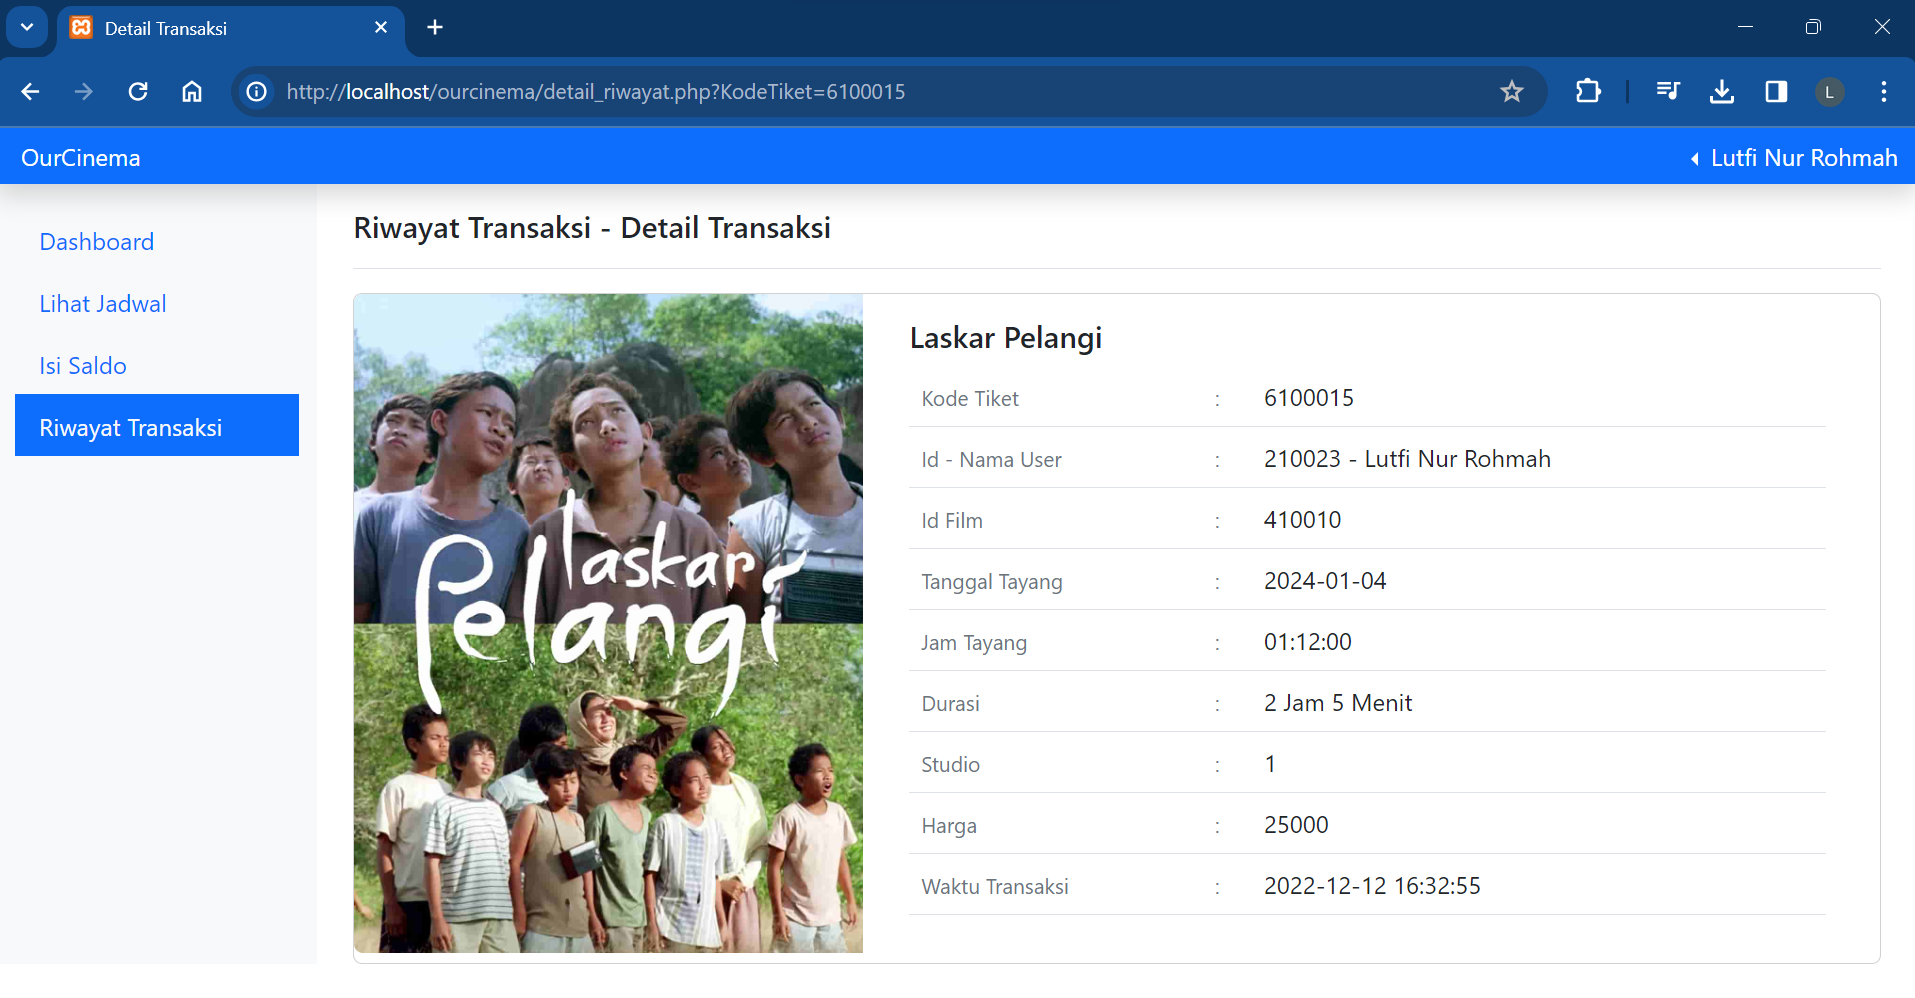 Detail Transaksi
http://localhost/ourcinema/detail_riwayat.php?KodeTiket=6100015
L
OurCinema
Lutfi Nur Rohmah
Dashboard
Lihat Jadwal
Isi Saldo
Riwayat Transaksi
Riwayat Transaksi - Detail Transaksi
laskar
Pelangi
Laskar Pelangi
Kode Tiket : 6100015
Id - Nama User : 210023 - Lutfi Nur Rohmah
Id Film : 410010
Tanggal Tayang : 2024-01-04
Jam Tayang : 01:12:00
Durasi : 2 Jam 5 Menit
Studio : 1
Harga : 25000
Waktu Transaksi : 2022-12-12 16:32:55